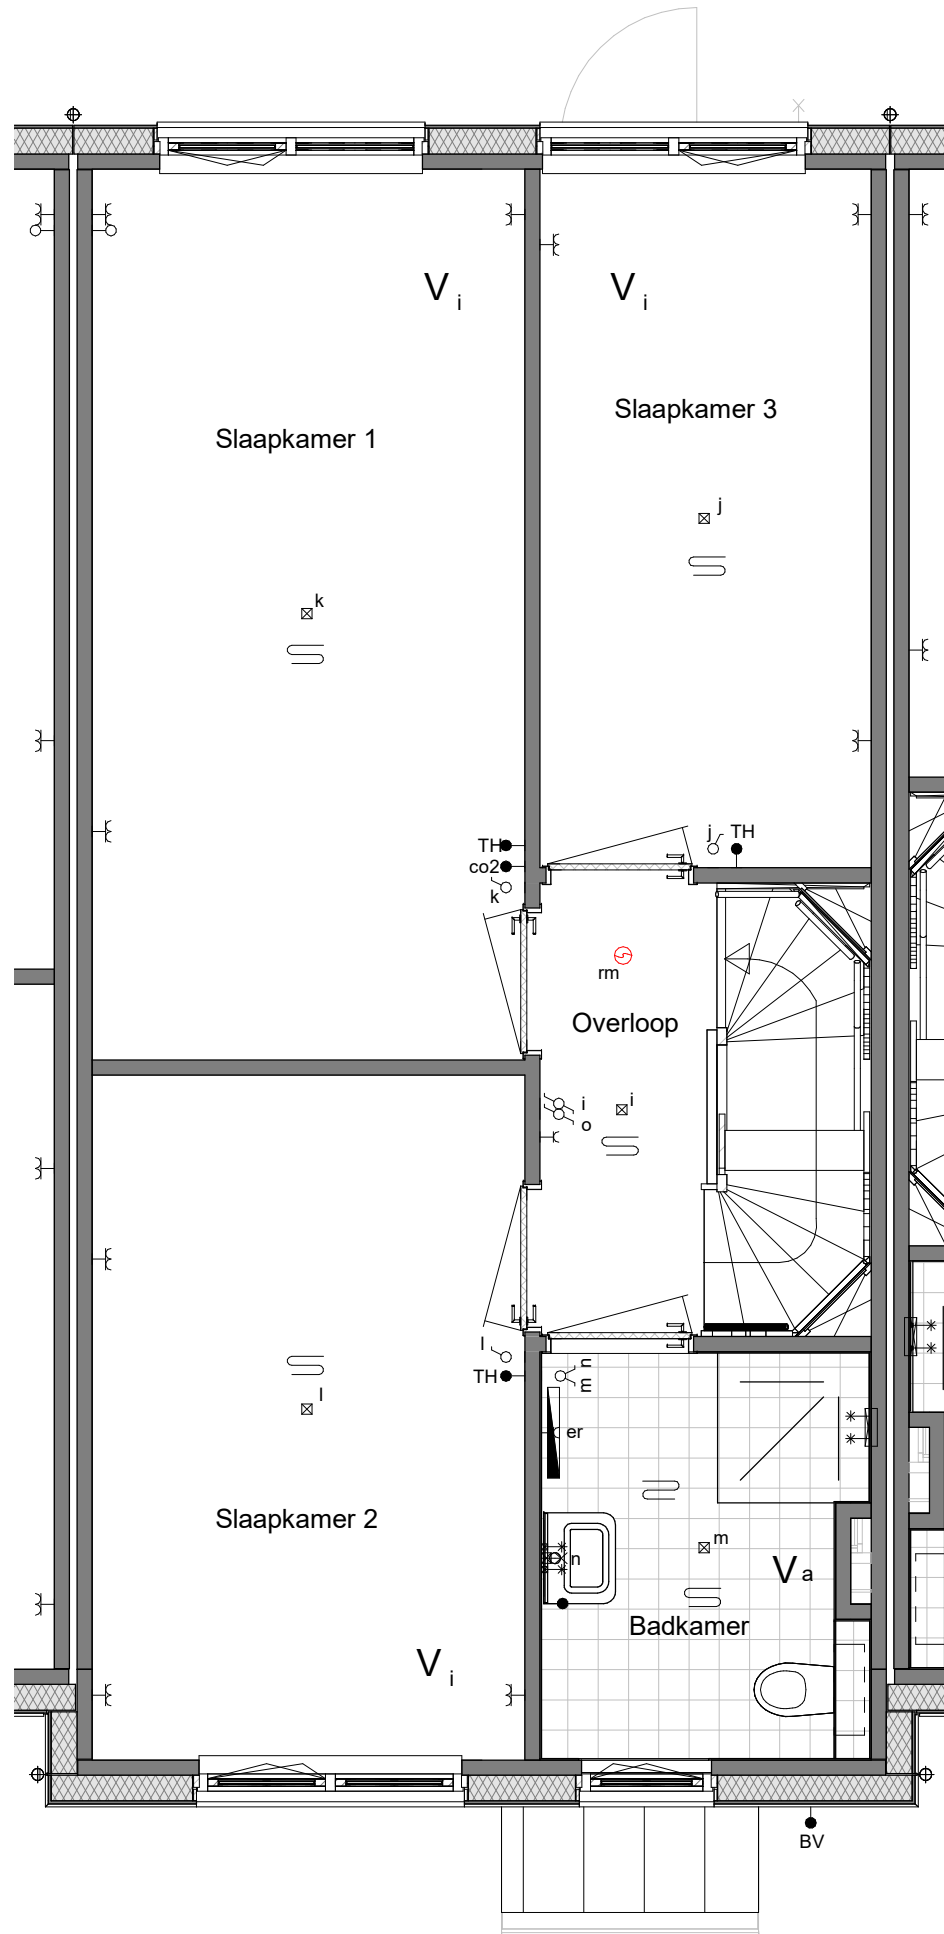 V i
V i
Slaapkamer 3
Slaapkamer 1
j
k
j TH
TH
co2
k
rm
Overloop
i
i
o
l
TH
n
m
er
l
Slaapkamer 2
m
n
V a
Badkamer
V i
BV